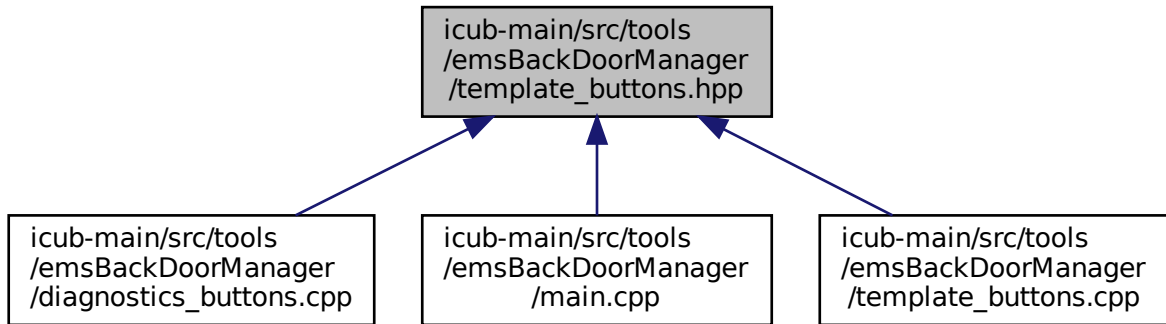 icub-main/src/tools
/emsBackDoorManager
/template_buttons.hpp
icub-main/src/tools
/emsBackDoorManager
/diagnostics_buttons.cpp
icub-main/src/tools
/emsBackDoorManager
/main.cpp
icub-main/src/tools
/emsBackDoorManager
/template_buttons.cpp